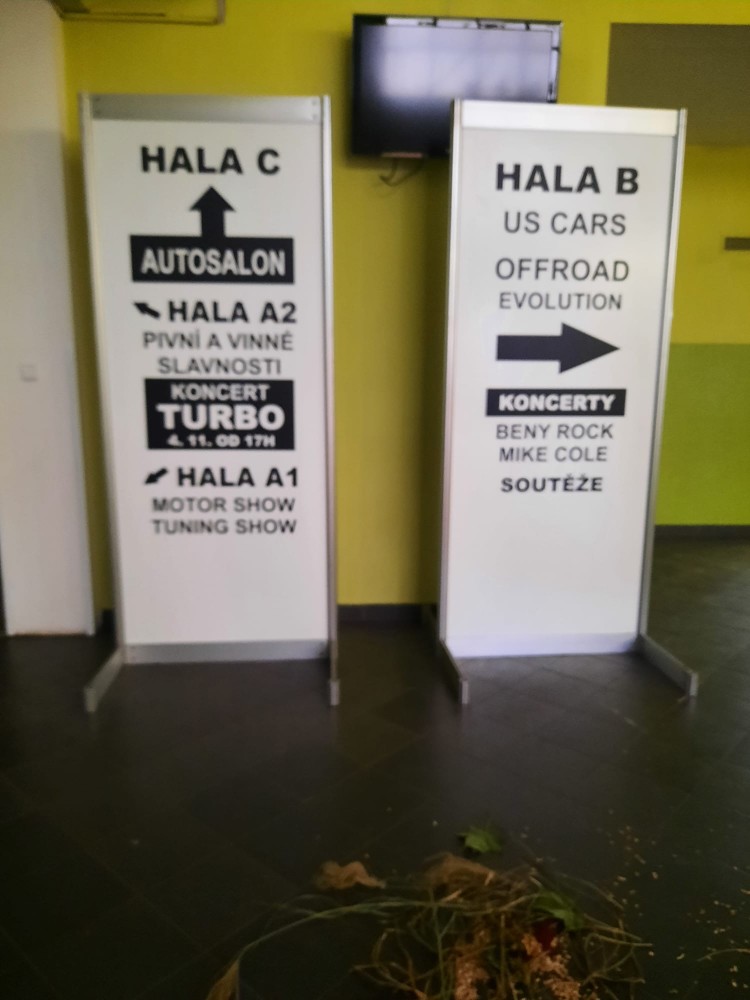 HALA C
AUTOSALON
HALA A2
PIVNÍ A VINNÉ
SLAVNOSTI
KONCERT
TURBO
4. 11. OD 17H
HALA A1
MOTOR SHOW
TUNING SHOW
HALA B
US CARS
OFFROAD
EVOLUTION
KONCERTY
BENY ROCK
MIKE COLE
SOUTĚŽE